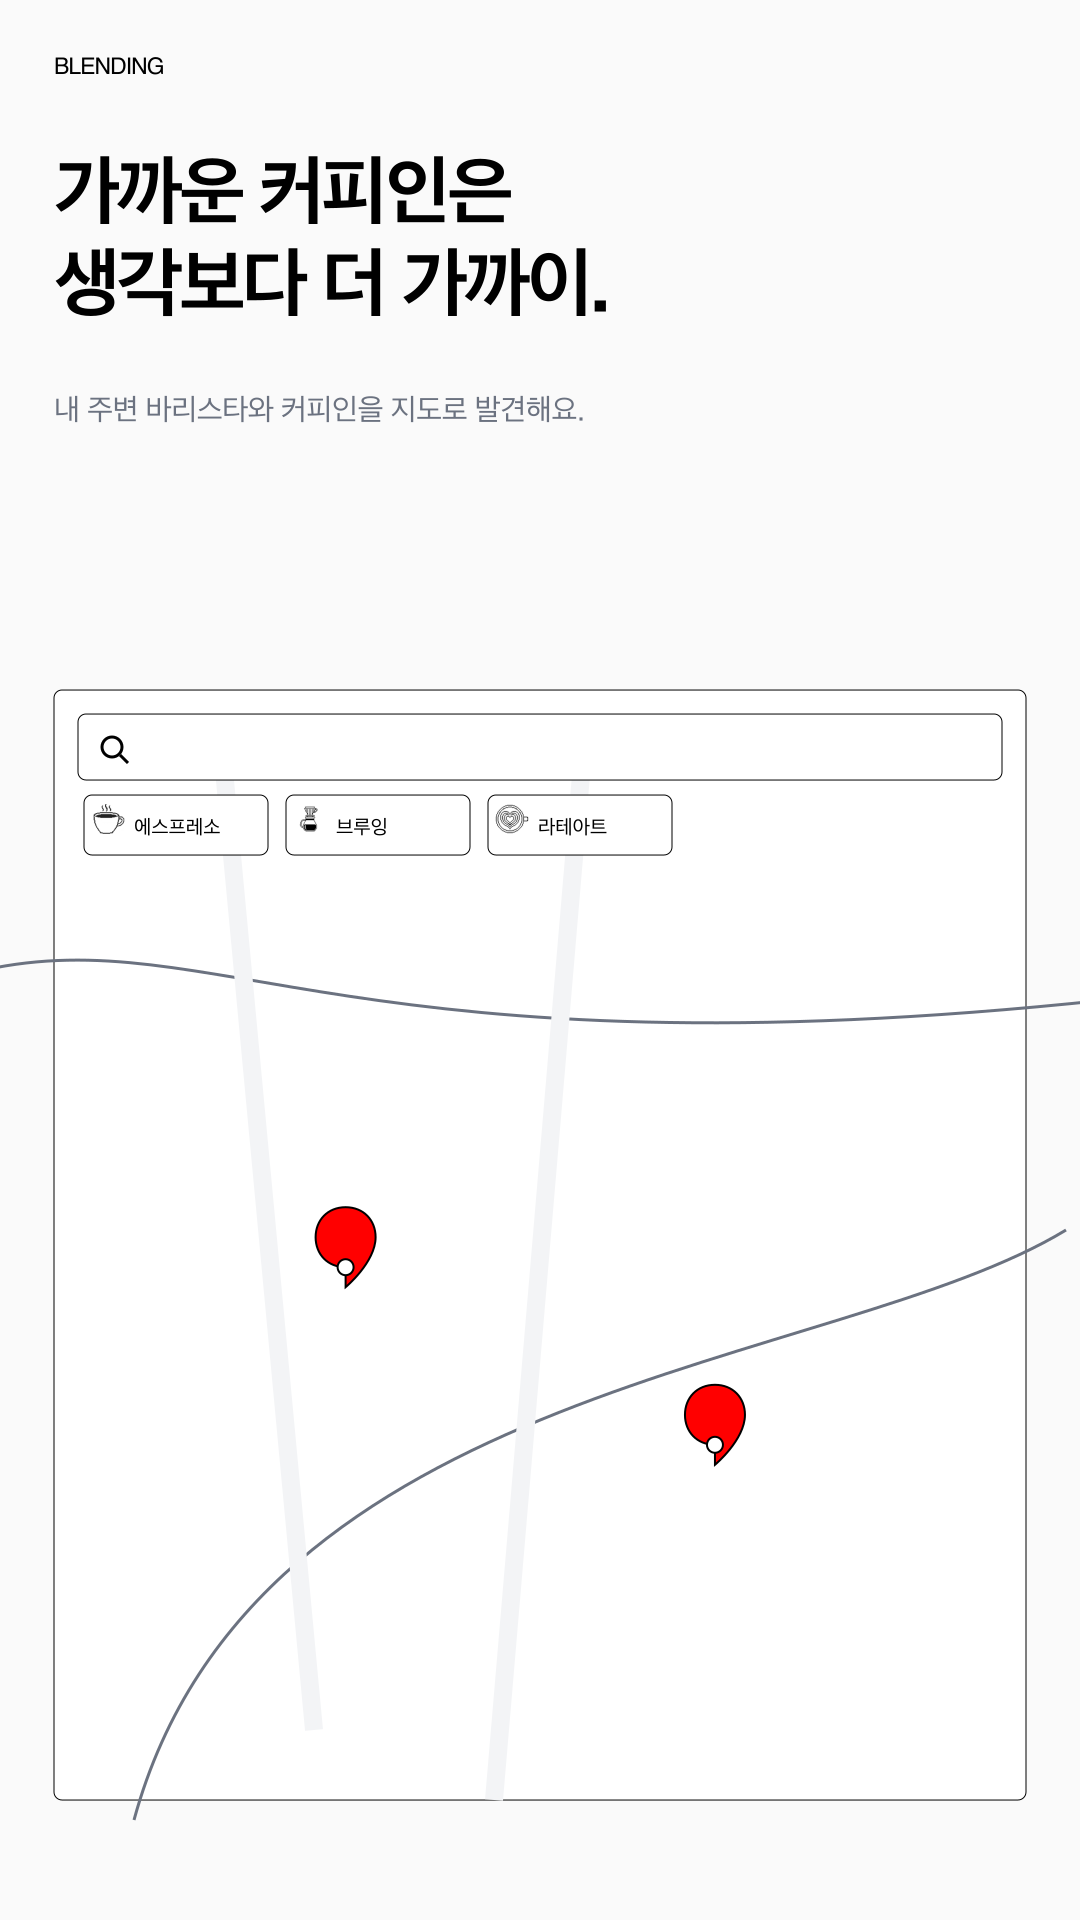 BLENDING
가까운 커피인은
생각보다 더 가까이.
내 주변 바리스타와 커피인을 지도로 발견해요.
에스프레소
브루잉
라테아트